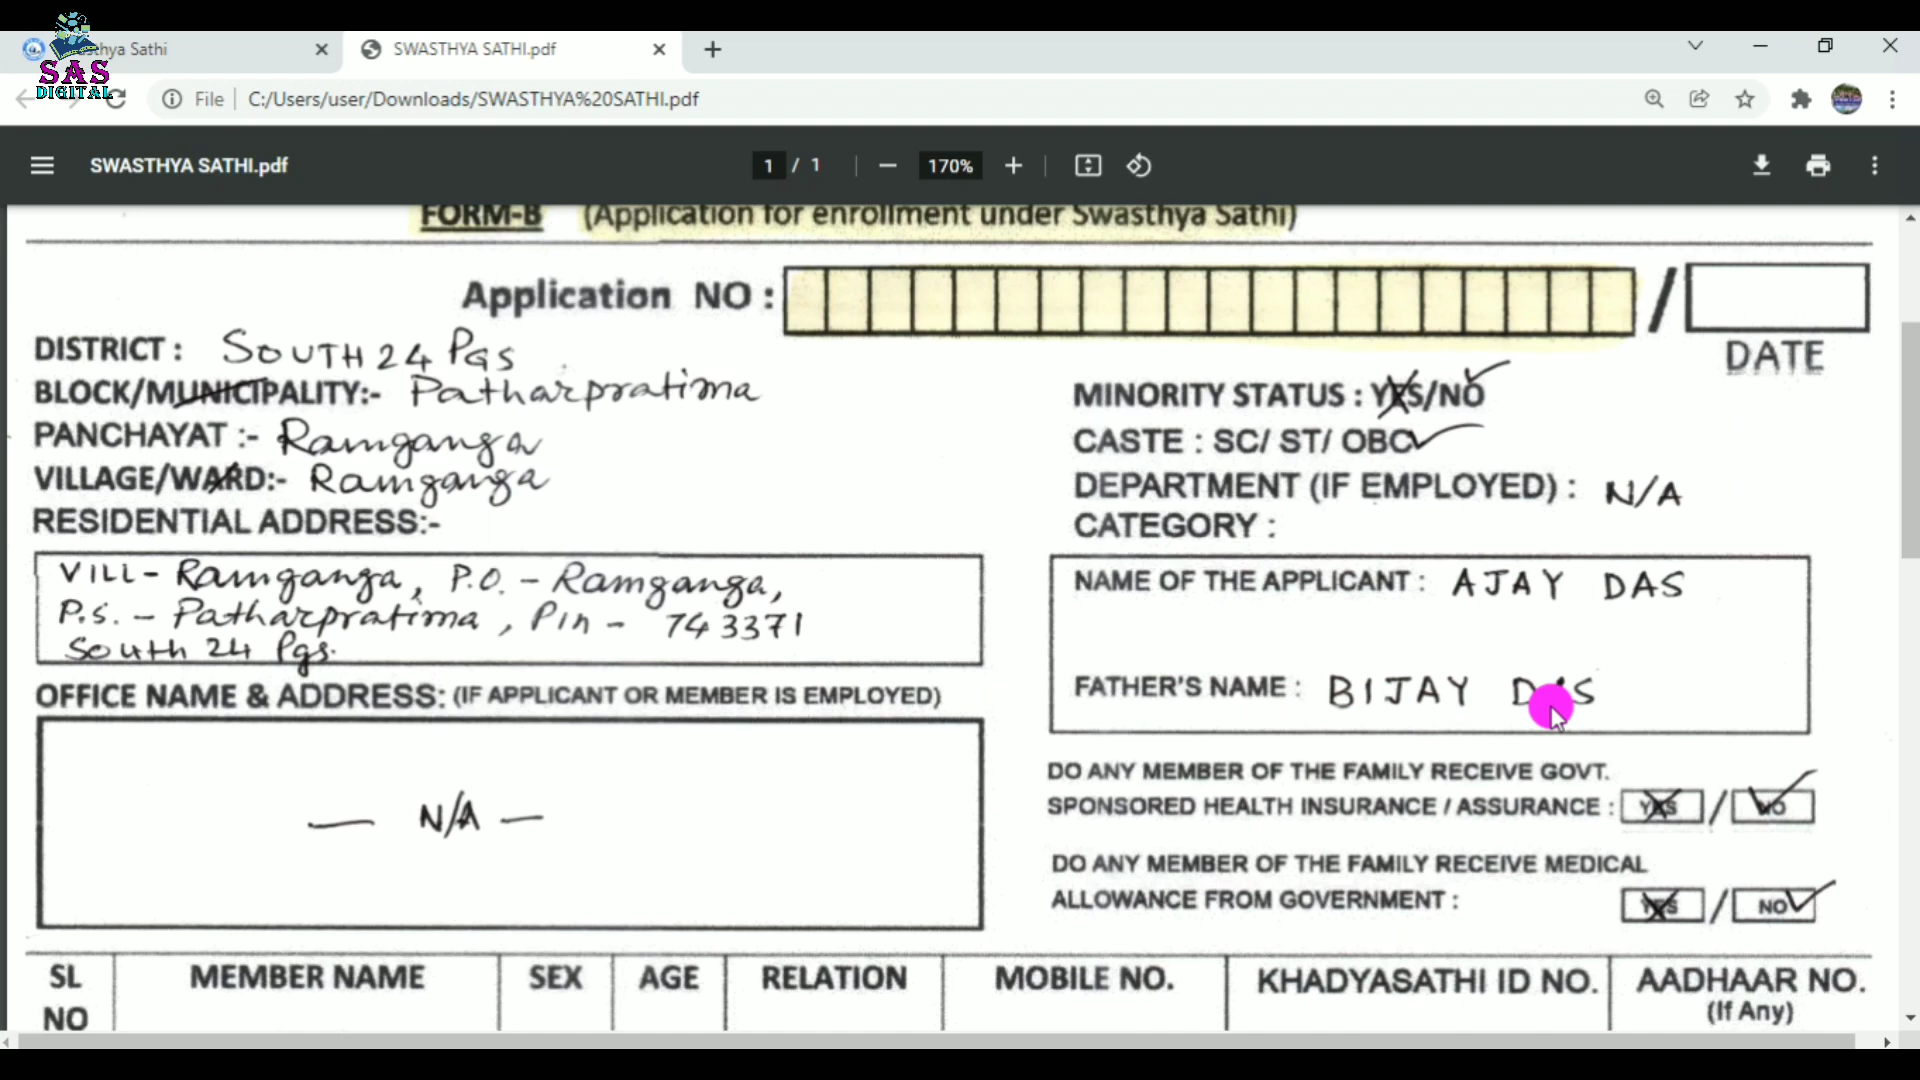 SAS
DIGITAL
thya Sathi
SWASTHYA SATHI.pdf
File
C:/Users/user/Downloads/SWASTHYA%20SATHI.pdf
SWASTHYA SATHI.pdf
1 / 1
170%
FORM-B (Application for enrollment under Swasthya Sathi)
Application NO : /
DATE
DISTRICT : SOUTH 24 PGS
BLOCK/MUNICIPALITY:- Patharpratima
PANCHAYAT :- Ramganga
VILLAGE/WARD:- Ramganga
RESIDENTIAL ADDRESS:-
VILL - Ramganga, P.O. - Ramganga,
P.S. - Patharpratima, Pin - 743371
South 24 Pgs.
OFFICE NAME & ADDRESS: (IF APPLICANT OR MEMBER IS EMPLOYED)
— N/A —
MINORITY STATUS : YES/NO
CASTE : SC/ ST/ OBC
DEPARTMENT (IF EMPLOYED) : N/A
CATEGORY :
NAME OF THE APPLICANT : AJAY DAS
FATHER'S NAME : BIJAY DAS
DO ANY MEMBER OF THE FAMILY RECEIVE GOVT.
SPONSORED HEALTH INSURANCE / ASSURANCE : YES / NO
DO ANY MEMBER OF THE FAMILY RECEIVE MEDICAL
ALLOWANCE FROM GOVERNMENT : YES / NO
SL NO
MEMBER NAME
SEX
AGE
RELATION
MOBILE NO.
KHADYASATHI ID NO.
AADHAAR NO.
(If Any)